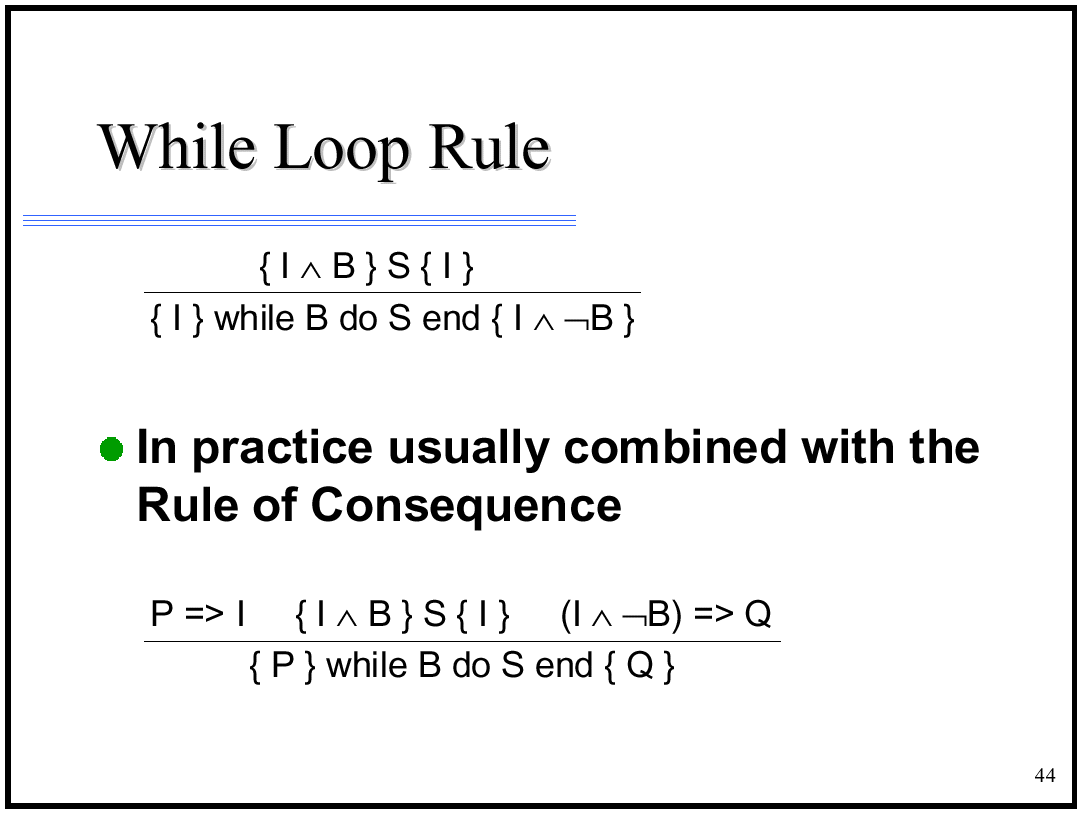 While Loop Rule
{ I ∧ B } S { I }
{ I } while B do S end { I ∧ ¬B }
In practice usually combined with the
Rule of Consequence
P => I { I ∧ B } S { I } (I ∧ ¬B) => Q
{ P } while B do S end { Q }
44